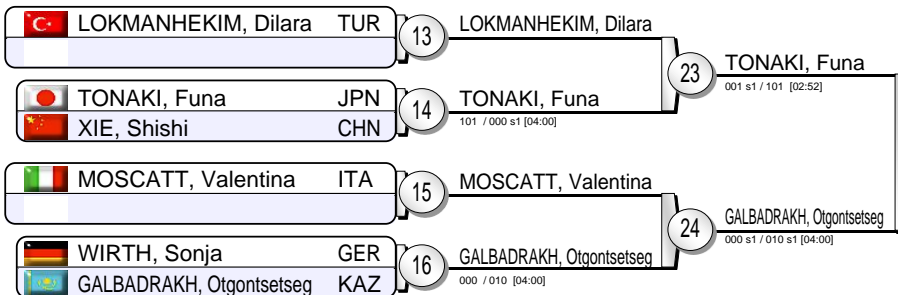 LOKMANHEKIM, Dilara TUR
13
LOKMANHEKIM, Dilara
TONAKI, Funa JPN
XIE, Shishi CHN
14
TONAKI, Funa
101 / 000 s1 [04:00]
23
TONAKI, Funa
001 s1 / 101 [02:52]
MOSCATT, Valentina ITA
15
MOSCATT, Valentina
WIRTH, Sonja GER
GALBADRAKH, Otgontsetseg KAZ
16
GALBADRAKH, Otgontsetseg
000 / 010 [04:00]
24
GALBADRAKH, Otgontsetseg
000 s1 / 010 s1 [04:00]